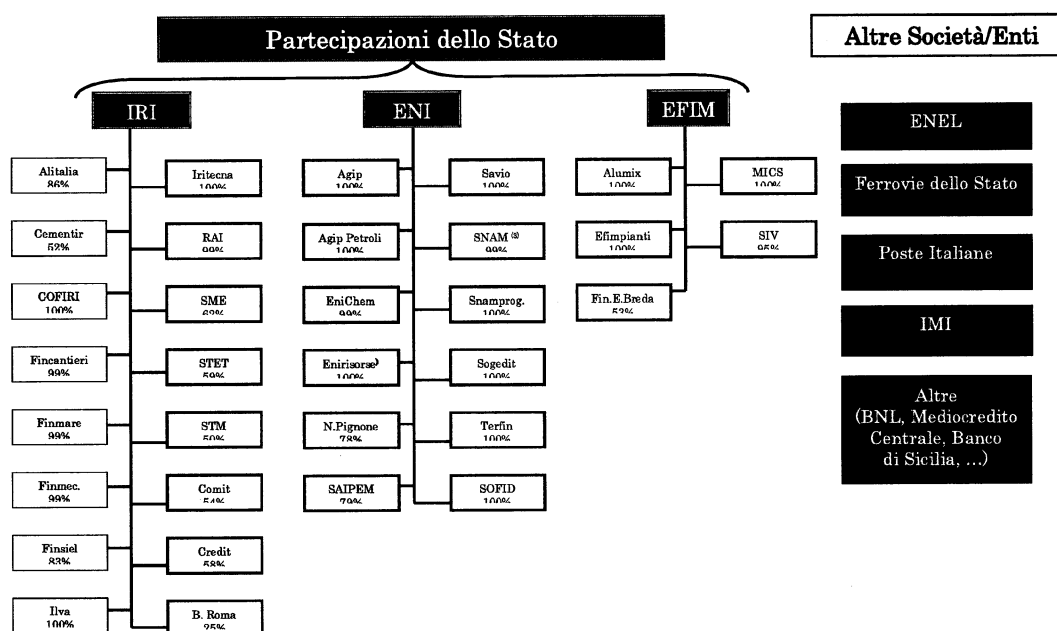 Partecipazioni dello Stato
Altre Società/Enti
IRI
ENI
EFIM
Alitalia
86%
Iritecna
100%
Cementir
52%
RAI
99%
COFIRI
100%
SME
62%
Fincantieri
99%
STET
59%
Finmare
99%
STM
50%
Finmec.
99%
Comit
54%
Finsiel
83%
Credit
58%
Ilva
100%
B. Roma
25%
Agip
100%
Savio
100%
Agip Petroli
100%
SNAM
99%
EniChem
99%
Snamprog.
100%
Enirisorse)
100%
Sogedit
100%
N.Pignone
78%
Terfin
100%
SAIPEM
79%
SOFID
100%
Alumix
100%
MICS
100%
Efimpianti
100%
SIV
95%
Fin.E.Breda
53%
ENEL
Ferrovie dello Stato
Poste Italiane
IMI
Altre
(BNL, Mediocredito
Centrale, Banco
di Sicilia, ...)